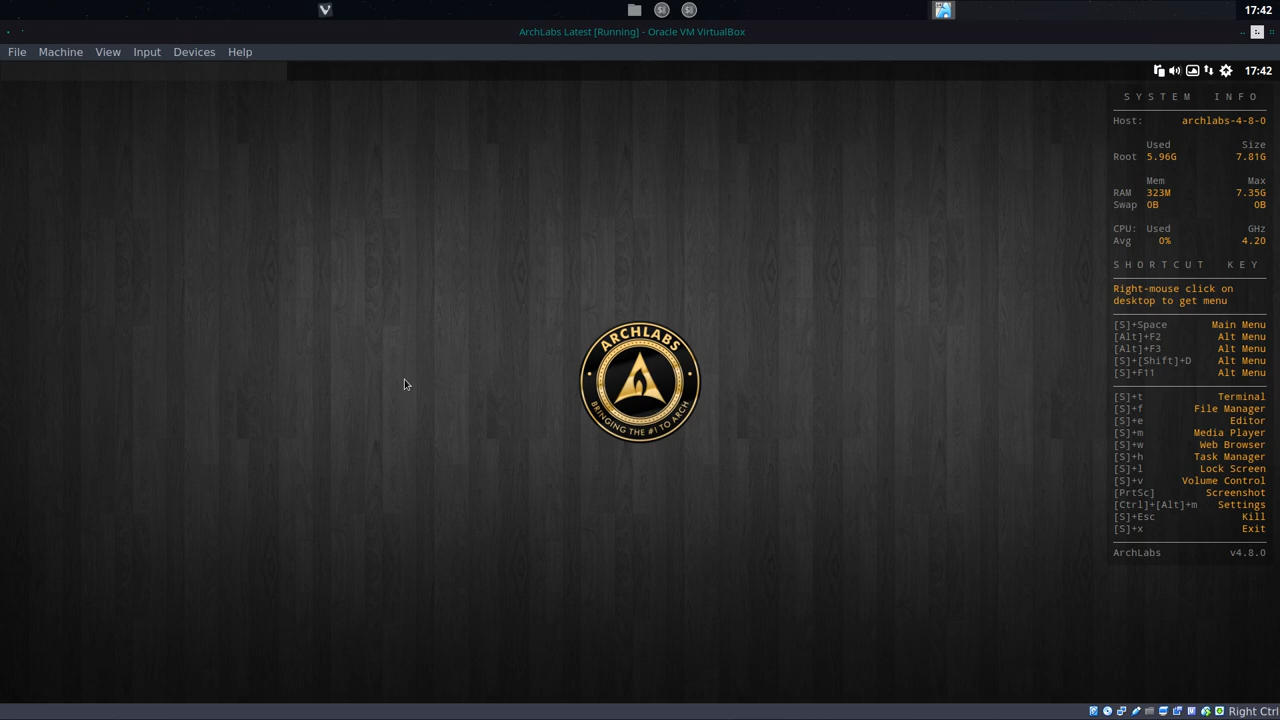 17:42
ArchLabs Latest [Running] - Oracle VM VirtualBox
File Machine View Input Devices Help
17:42
SYSTEM INFO
Host: archlabs-4-8-0
Used Size
Root 5.96G 7.81G
Mem Max
RAM 323M 7.35G
Swap 0B 0B
CPU: Used GHz
Avg 0% 4.20
SHORTCUT KEY
Right-mouse click on
desktop to get menu
[S]+Space Main Menu
[Alt]+F2 Alt Menu
[Alt]+F3 Alt Menu
[S]+[Shift]+D Alt Menu
[S]+F11 Alt Menu
[S]+t Terminal
[S]+f File Manager
[S]+e Editor
[S]+m Media Player
[S]+w Web Browser
[S]+h Task Manager
[S]+l Lock Screen
[S]+v Volume Control
[PrtSc] Screenshot
[Ctrl]+[Alt]+m Settings
[S]+Esc Kill
[S]+x Exit
ArchLabs v4.8.0
ARCHLABS
BRINGING THE #1 TO ARCH
Right Ctrl